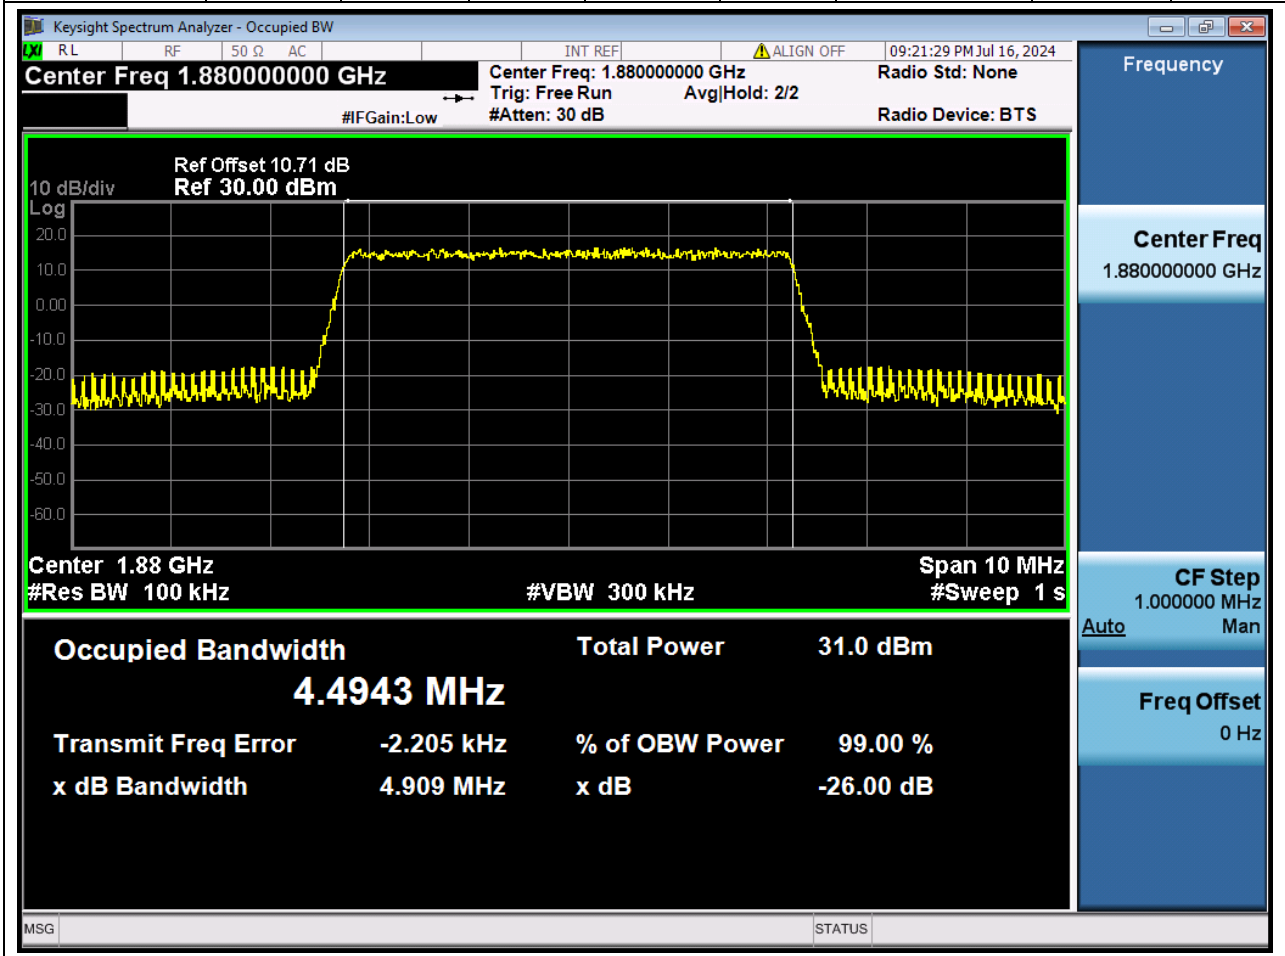 Keysight Spectrum Analyzer - Occupied BW
LXI RL RF 50 Ω AC INT REF ALIGN OFF 09:21:29 PM Jul 16, 2024
Center Freq 1.880000000 GHz
Center Freq: 1.880000000 GHz
Radio Std: None
Trig: Free Run Avg|Hold: 2/2
#IFGain:Low
#Atten: 30 dB
Radio Device: BTS
Ref Offset 10.71 dB
10 dB/div Ref 30.00 dBm
Log
20.0
10.0
0.00
-10.0
-20.0
-30.0
-40.0
-50.0
-60.0
Center 1.88 GHz Span 10 MHz
#Res BW 100 kHz #VBW 300 kHz #Sweep 1 s
Occupied Bandwidth Total Power 31.0 dBm
4.4943 MHz
Transmit Freq Error -2.205 kHz % of OBW Power 99.00 %
x dB Bandwidth 4.909 MHz x dB -26.00 dB
MSG STATUS
Frequency
Center Freq
1.880000000 GHz
CF Step
1.000000 MHz
Auto Man
Freq Offset
0 Hz